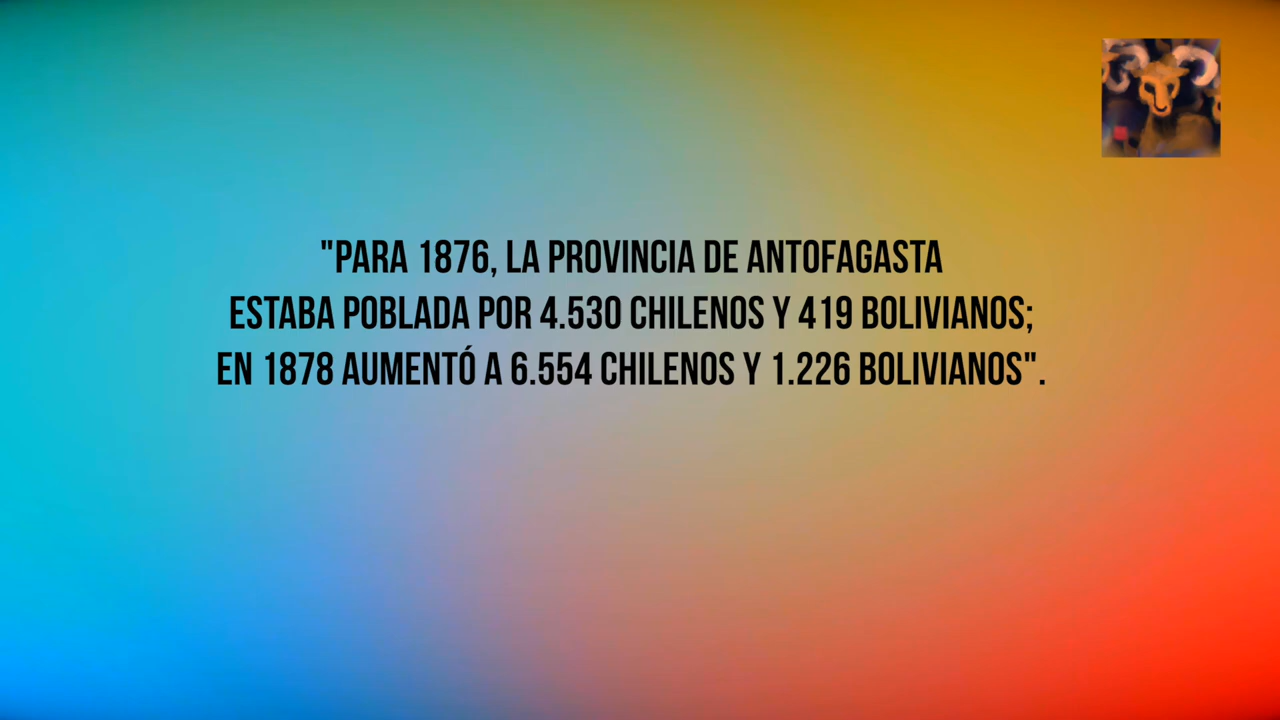 "PARA 1876, LA PROVINCIA DE ANTOFAGASTA
ESTABA POBLADA POR 4.530 CHILENOS Y 419 BOLIVIANOS;
EN 1878 AUMENTÓ A 6.554 CHILENOS Y 1.226 BOLIVIANOS".